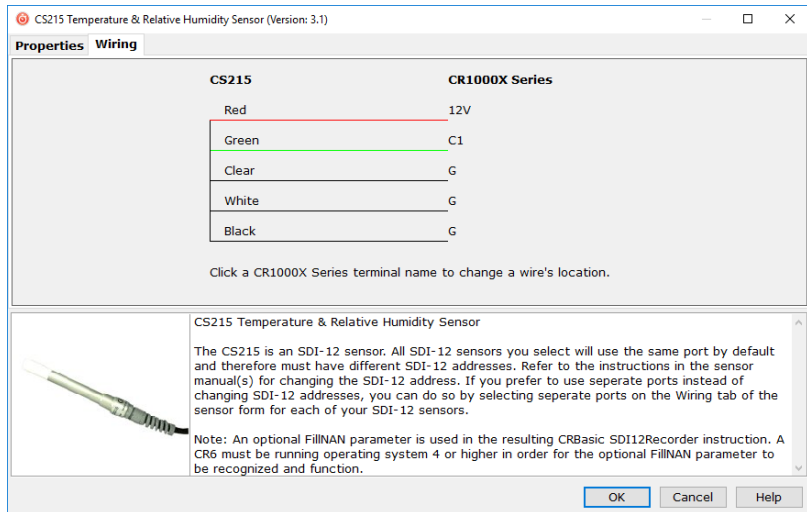 CS215 Temperature & Relative Humidity Sensor (Version: 3.1)
Properties Wiring
CS215 CR1000X Series
Red 12V
Green C1
Clear G
White G
Black G
Click a CR1000X Series terminal name to change a wire's location.
CS215 Temperature & Relative Humidity Sensor
The CS215 is an SDI-12 sensor. All SDI-12 sensors you select will use the same port by default
and therefore must have different SDI-12 addresses. Refer to the instructions in the sensor
manual(s) for changing the SDI-12 address. If you prefer to use seperate ports instead of
changing SDI-12 addresses, you can do so by selecting seperate ports on the Wiring tab of the
sensor form for each of your SDI-12 sensors.
Note: An optional FillNAN parameter is used in the resulting CRBasic SDI12Recorder instruction. A
CR6 must be running operating system 4 or higher in order for the optional FillNAN parameter to
be recognized and function.
OK Cancel Help